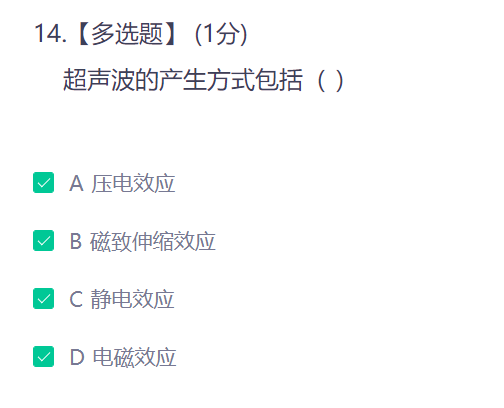 14.【多选题】 (1分)
超声波的产生方式包括（ ）
A 压电效应
B 磁致伸缩效应
C 静电效应
D 电磁效应